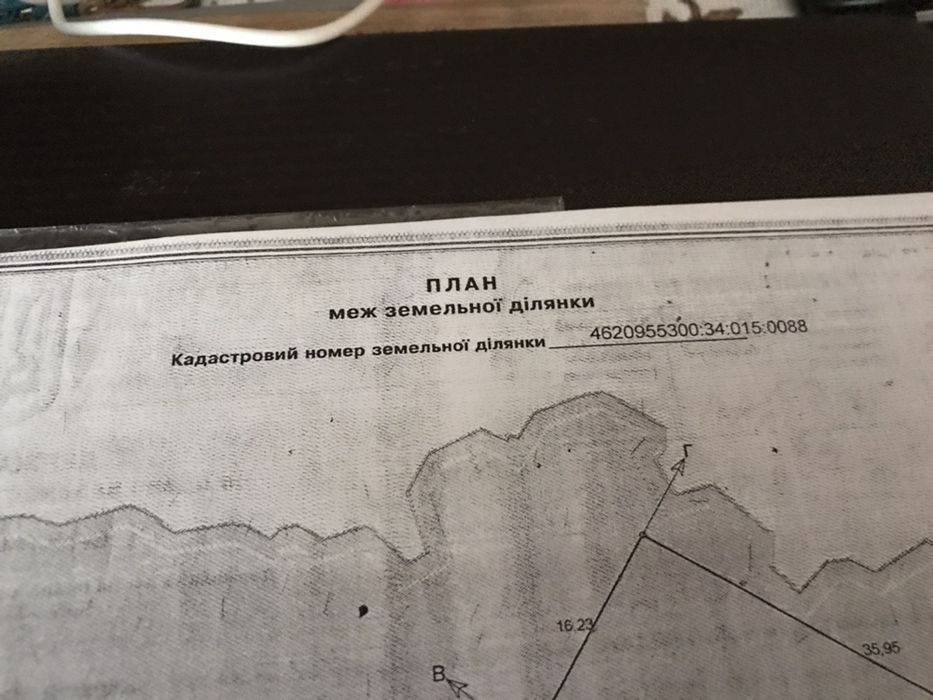 ПЛАН
меж земельної ділянки
Кадастровий номер земельної ділянки 4620955300:34:015:0088
Г
16,23
35,95
В